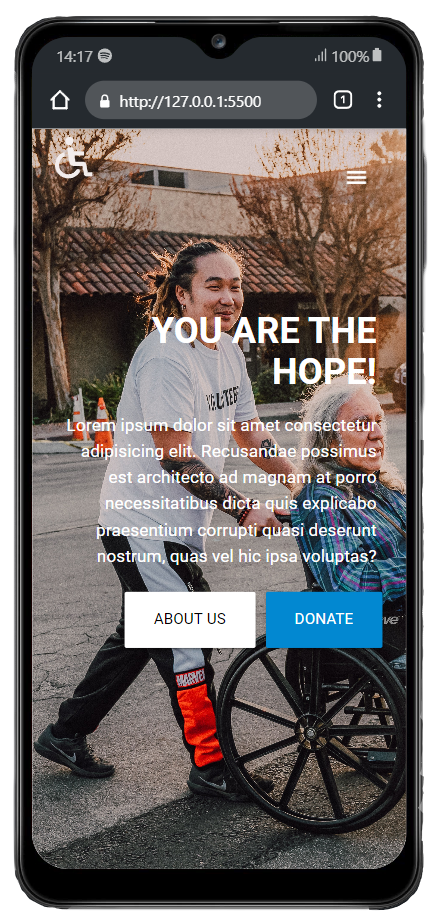 14:17
100%
http://127.0.0.1:5500
1
YOU ARE THE
HOPE!
Lorem ipsum dolor sit amet consectetur
adipisicing elit. Recusandae possimus
est architecto ad magnam at porro
necessitatibus dicta quis explicabo
praesentium corrupti quasi deserunt
nostrum, quas vel hic ipsa voluptas?
ABOUT US
DONATE